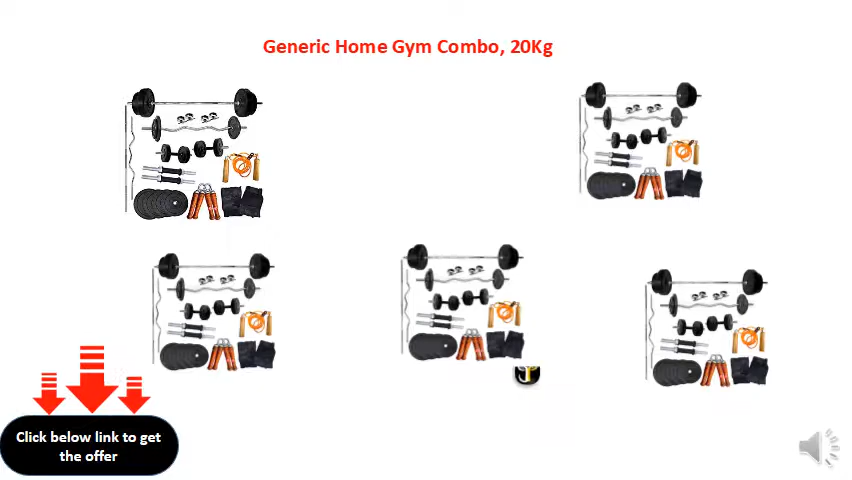 Generic Home Gym Combo, 20Kg
Click below link to get
the offer